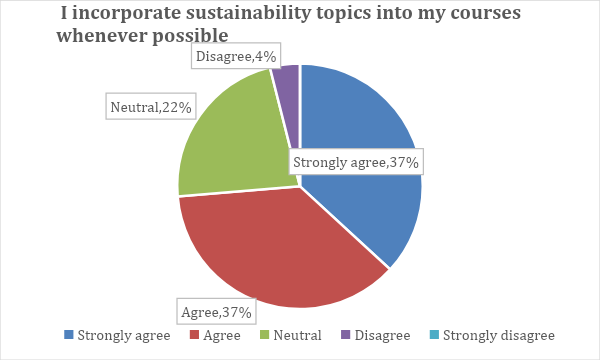 I incorporate sustainability topics into my courses
whenever possible
Disagree,4%
Neutral,22%
Strongly agree,37%
Agree,37%
Strongly agree Agree Neutral Disagree Strongly disagree